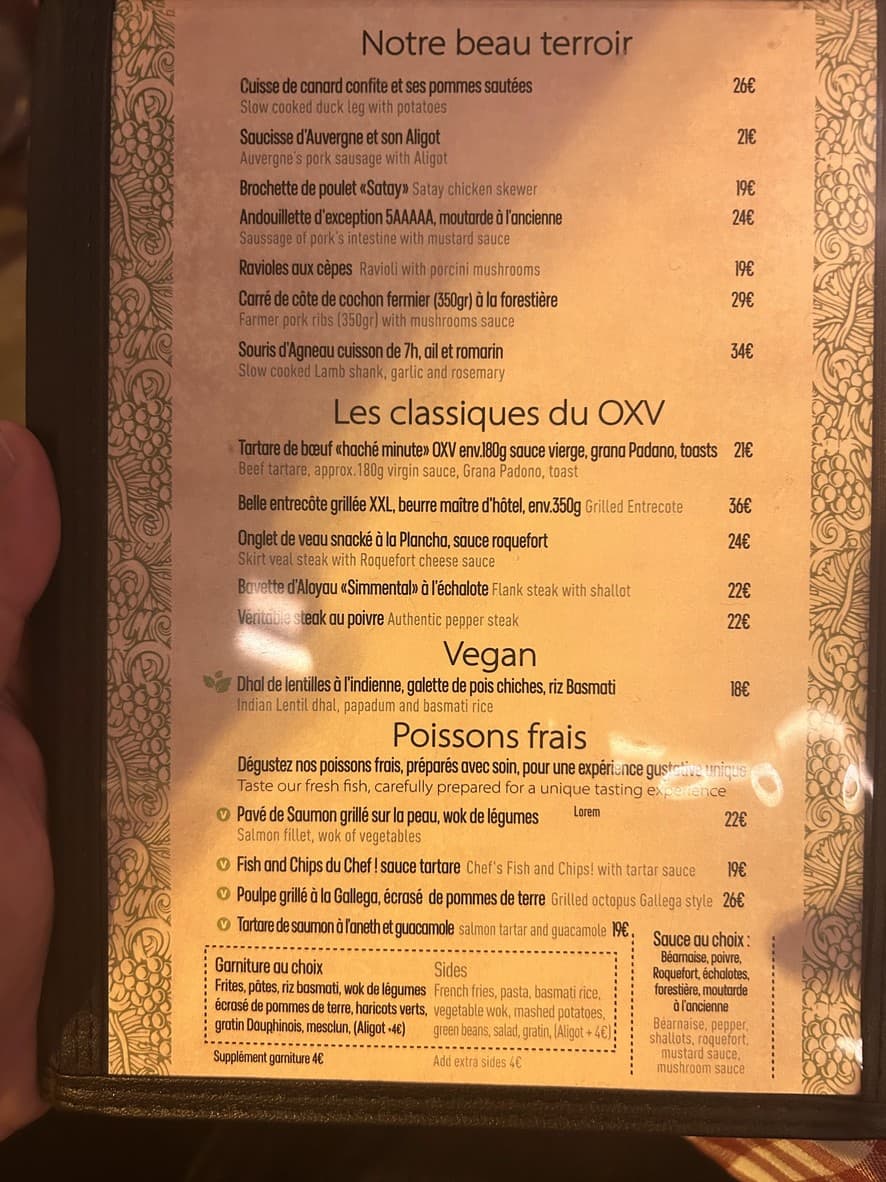 Notre beau terroir
Cuisse de canard confite et ses pommes sautées 26€
Slow cooked duck leg with potatoes
Saucisse d'Auvergne et son Aligot 21€
Auvergne's pork sausage with Aligot
Brochette de poulet «Satay» Satay chicken skewer 19€
Andouillette d'exception 5AAAAA, moutarde à l'ancienne 24€
Saussage of pork's intestine with mustard sauce
Ravioles aux cèpes Ravioli with porcini mushrooms 19€
Carré de côte de cochon fermier (350gr) à la forestière 29€
Farmer pork ribs (350gr) with mushrooms sauce
Souris d'Agneau cuisson de 7h, ail et romarin 34€
Slow cooked Lamb shank, garlic and rosemary
Les classiques du OXV
Tartare de bœuf «haché minute» OXV env.180g sauce vierge, grana Padano, toasts 21€
Beef tartare, approx.180g virgin sauce, Grana Padono, toast
Belle entrecôte grillée XXL, beurre maître d'hôtel, env.350g Grilled Entrecote 36€
Onglet de veau snacké à la Plancha, sauce roquefort 24€
Skirt veal steak with Roquefort cheese sauce
Bavette d'Aloyau «Simmental» à l'échalote Flank steak with shallot 22€
Véritable steak au poivre Authentic pepper steak 22€
Vegan
Dhal de lentilles à l'indienne, galette de pois chiches, riz Basmati 18€
Indian Lentil dhal, papadum and basmati rice
Poissons frais
Dégustez nos poissons frais, préparés avec soin, pour une expérience gustative unique
Taste our fresh fish, carefully prepared for a unique tasting experience
V Pavé de Saumon grillé sur la peau, wok de légumes Lorem 22€
Salmon fillet, wok of vegetables
V Fish and Chips du Chef ! sauce tartare Chef's Fish and Chips! with tartar sauce 19€
V Poulpe grillé à la Gallega, écrasé de pommes de terre Grilled octopus Gallega style 26€
V Tartare de saumon à l'aneth et guacamole salmon tartar and guacamole 19€
Garniture au choix
Frites, pâtes, riz basmati, wok de légumes
écrasé de pommes de terre, haricots verts,
gratin Dauphinois, mesclun, (Aligot +4€)
Supplément garniture 4€
Sides
French fries, pasta, basmati rice,
vegetable wok, mashed potatoes,
green beans, salad, gratin, (Aligot + 4€)
Add extra sides 4€
Sauce au choix :
Béarnaise, poivre,
Roquefort, échalotes,
forestière, moutarde
à l'ancienne
Béarnaise, pepper,
shallots, roquefort,
mustard sauce,
mushroom sauce